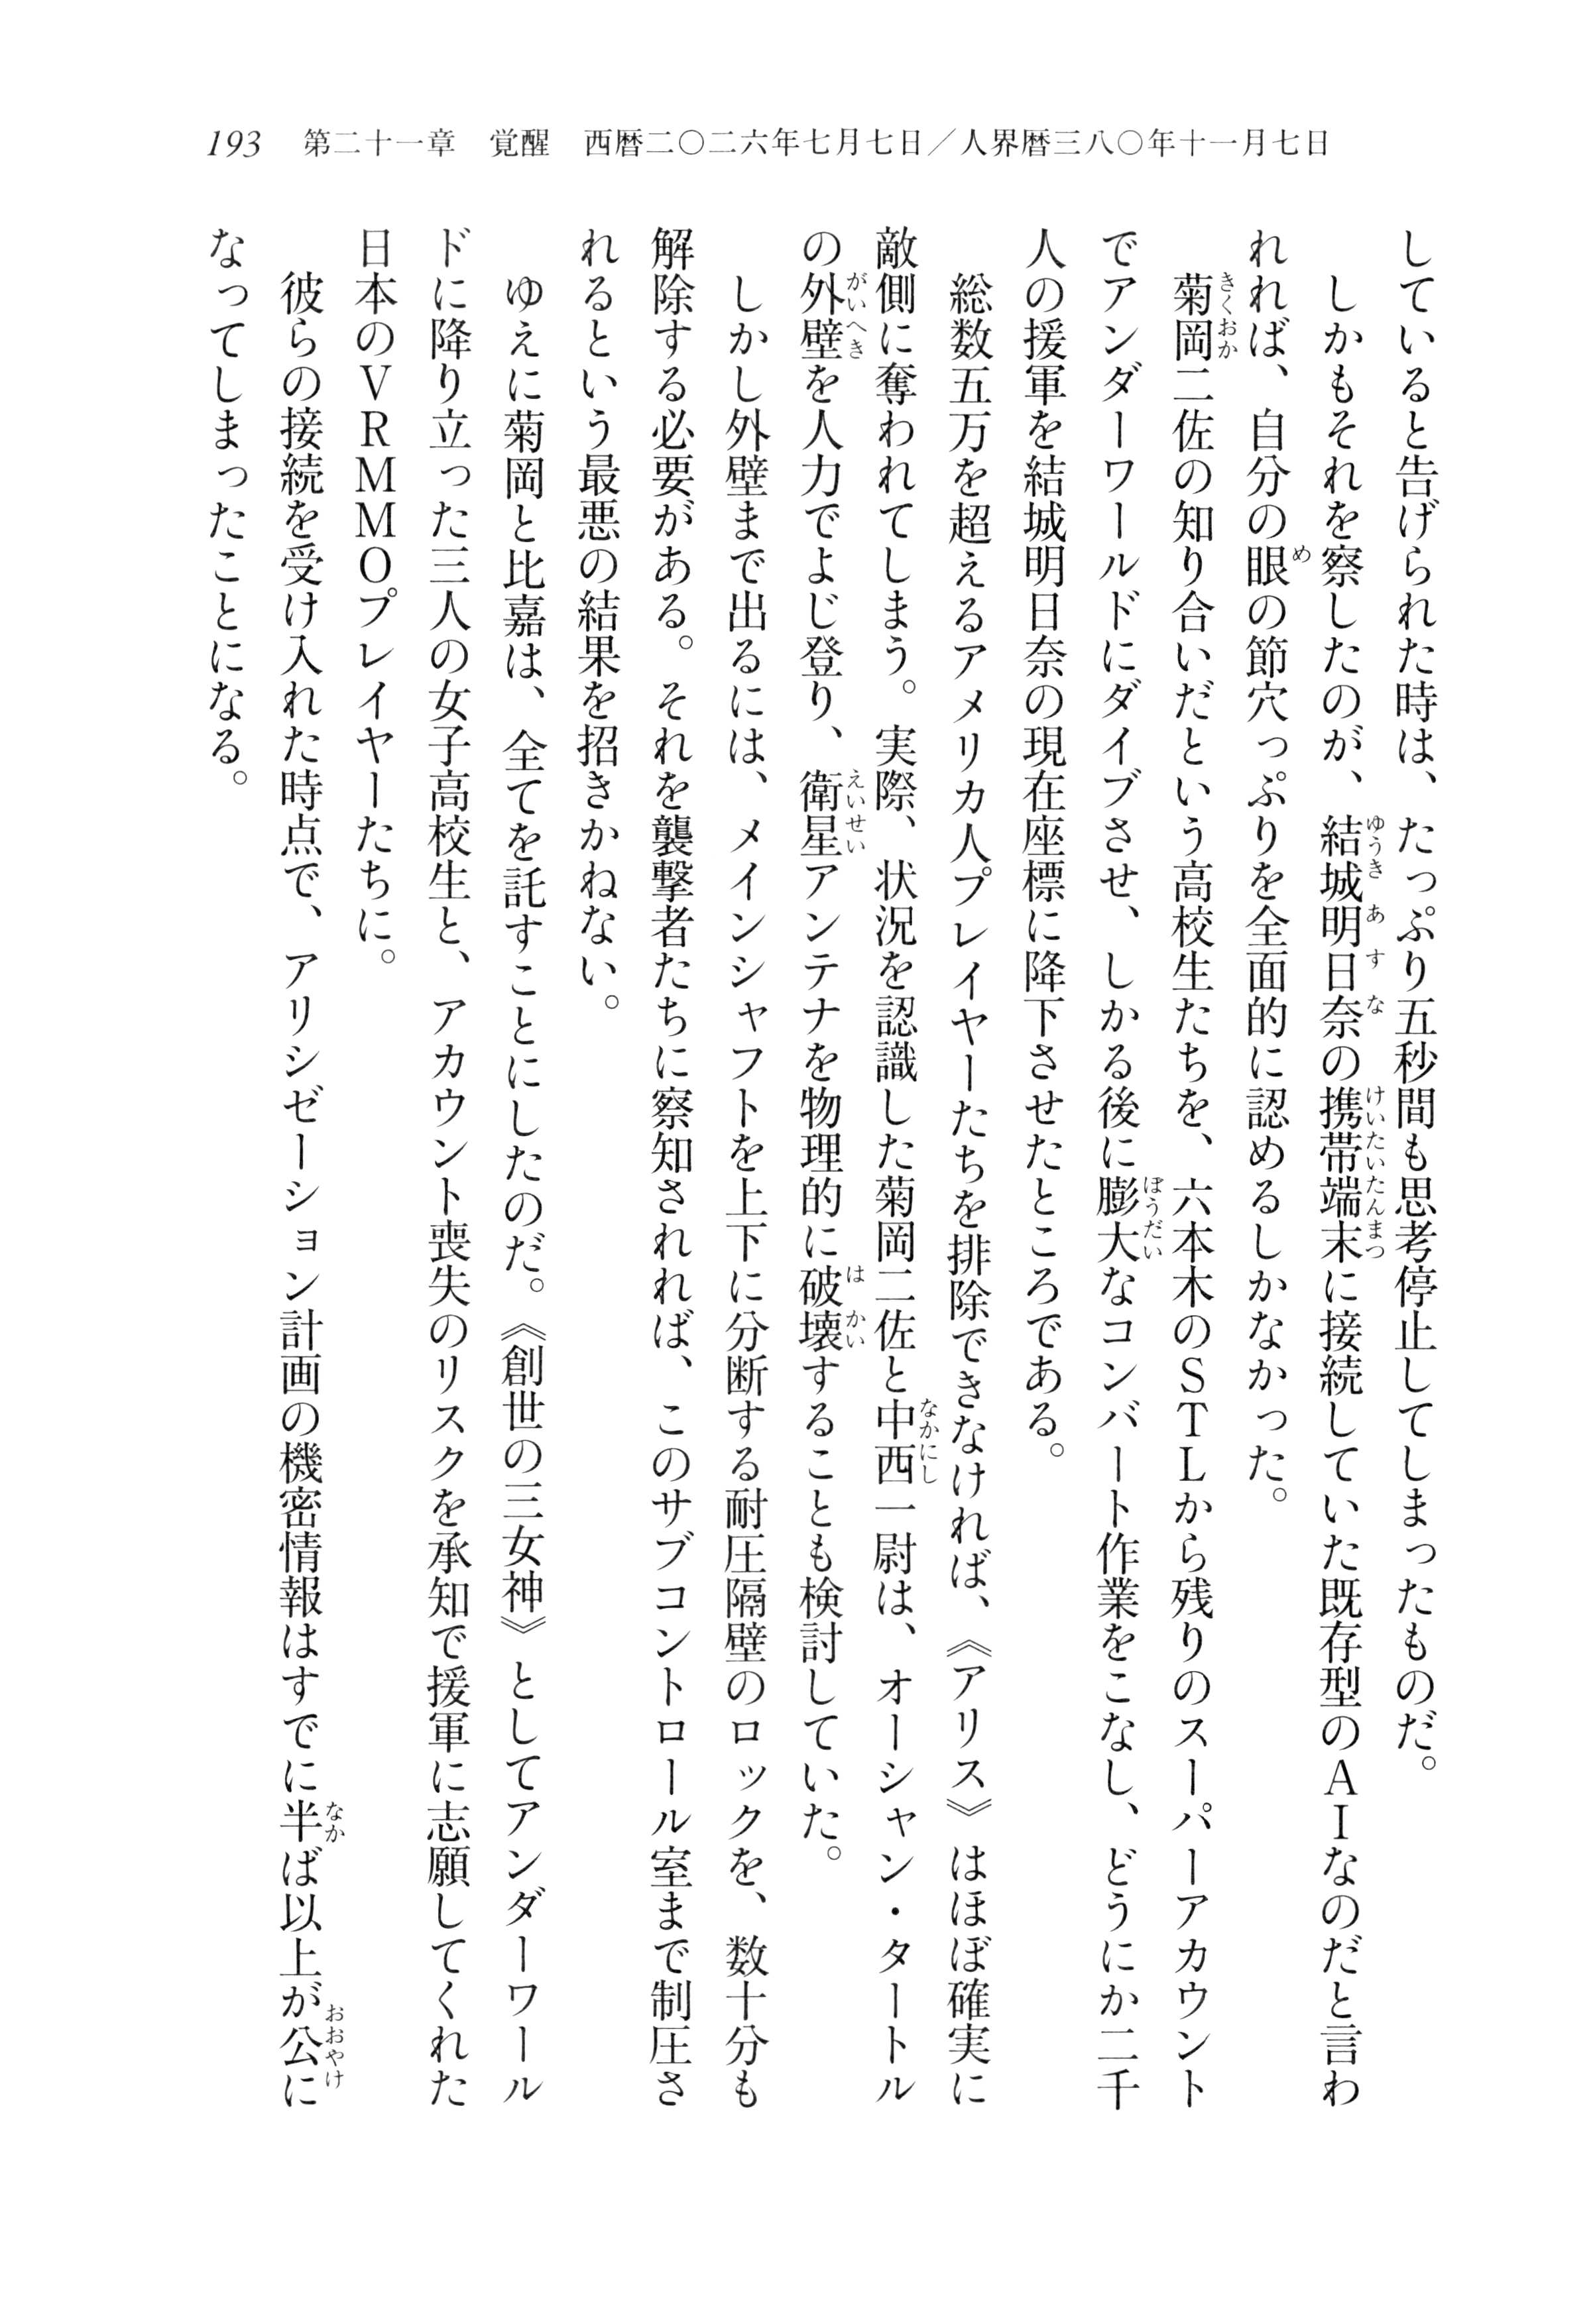 193 第二十一章 覚醒 西暦二〇二六年七月七日／人界暦三八〇年十一月七日
していると告げられた時は、たっぷり五秒間も思考停止してしまったものだ。
しかもそれを察したのが、結城明日奈の携帯端末に接続していた既存型のAIなのだと言わ
れれば、自分の眼の節穴っぷりを全面的に認めるしかなかった。
菊岡二佐の知り合いだという高校生たちを、六本木のSTLから残りのスーパーアカウント
でアンダーワールドにダイブさせ、しかる後に膨大なコンバート作業をこなし、どうにか二千
人の援軍を結城明日奈の現在座標に降下させたところである。
総数五万を超えるアメリカ人プレイヤーたちを排除できなければ、《アリス》はほぼ確実に
敵側に奪われてしまう。実際、状況を認識した菊岡二佐と中西一尉は、オーシャン・タートル
の外壁を人力でよじ登り、衛星アンテナを物理的に破壊することも検討していた。
しかし外壁まで出るには、メインシャフトを上下に分断する耐圧隔壁のロックを、数十分も
解除する必要がある。それを襲撃者たちに察知されれば、このサブコントロール室まで制圧さ
れるという最悪の結果を招きかねない。
ゆえに菊岡と比嘉は、全てを託すことにしたのだ。《創世の三女神》としてアンダーワール
ドに降り立った三人の女子高校生と、アカウント喪失のリスクを承知で援軍に志願してくれた
日本のVRMMOプレイヤーたちに。
彼らの接続を受け入れた時点で、アリシゼーション計画の機密情報はすでに半ば以上が公に
なってしまったことになる。